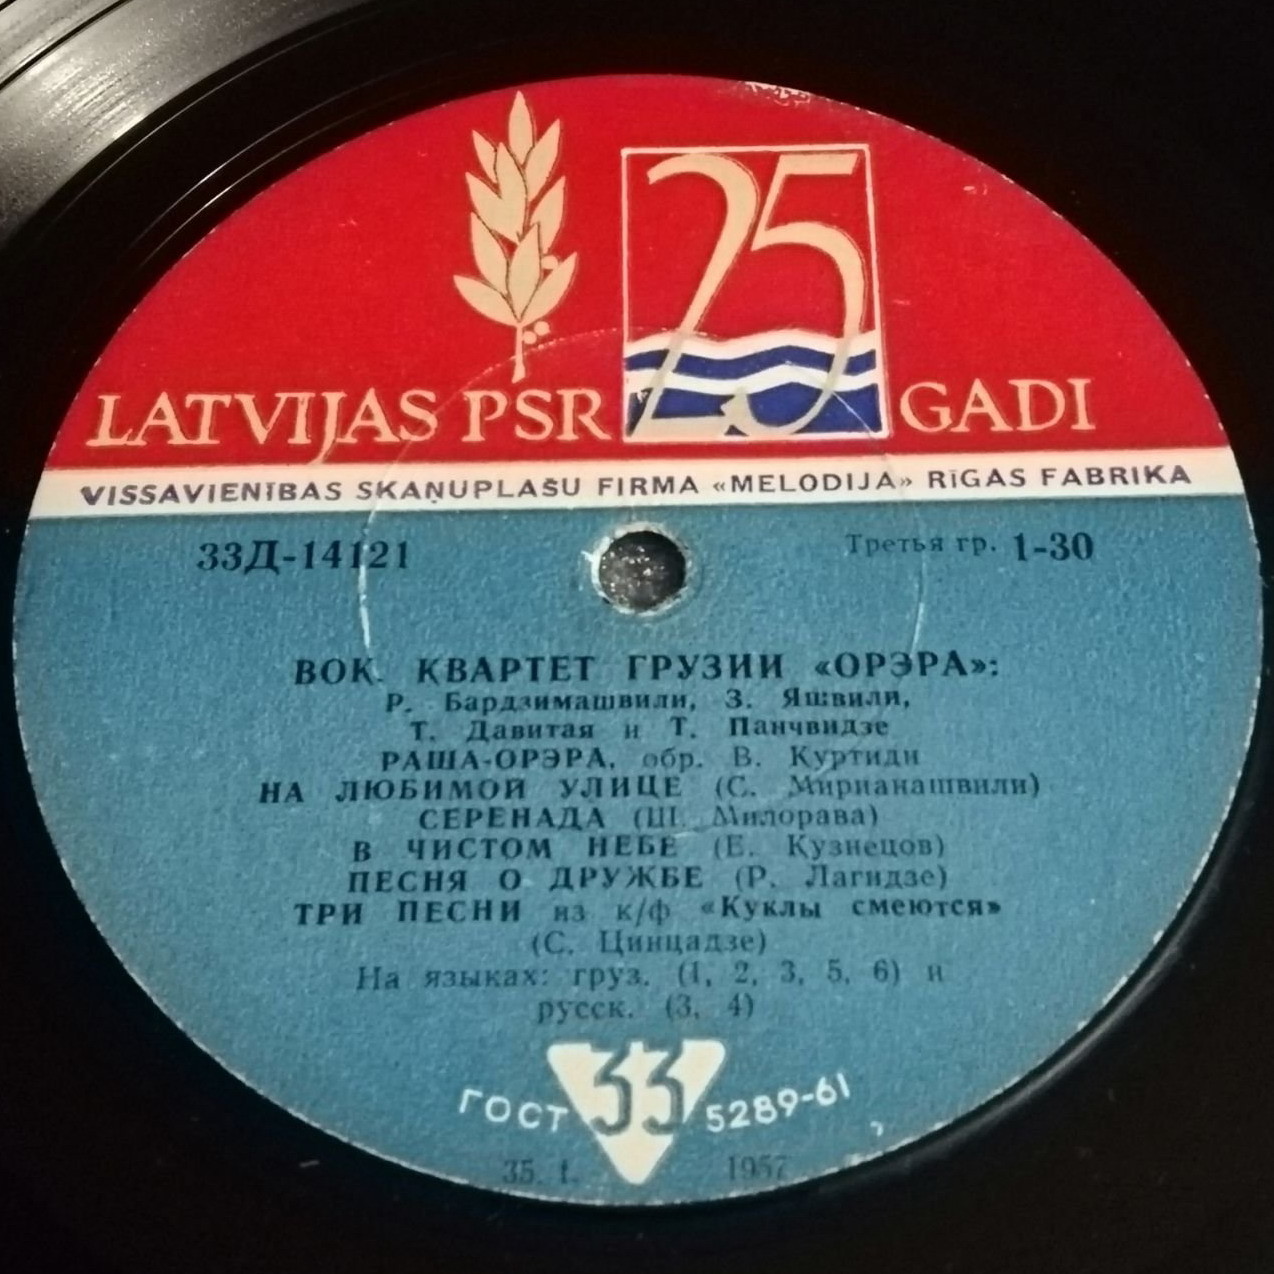 25
LATVIJAS PSR GADI
VISSAVIENĪBAS SKAŅUPLAŠU FIRMA «MELODIJA» RĪGAS FABRIKA
33Д-14121 Третья гр. 1-30
ВОК. КВАРТЕТ ГРУЗИИ «ОРЭРА»:
Р. Бардзимашвили, З. Яшвили,
Т. Давитая и Т. Панчвидзе
РАША-ОРЭРА, обр. В. Куртиди
НА ЛЮБИМОЙ УЛИЦЕ (С. Мирианашвили)
СЕРЕНАДА (Ш. Милорава)
В ЧИСТОМ НЕБЕ (Е. Кузнецов)
ПЕСНЯ О ДРУЖБЕ (Р. Лагидзе)
ТРИ ПЕСНИ из к/ф «Куклы смеются»
(С. Цинцадзе)
На языках: груз. (1, 2, 3, 5, 6) и
русск. (3, 4)
ГОСТ 33 5289-61
35. t. 1957